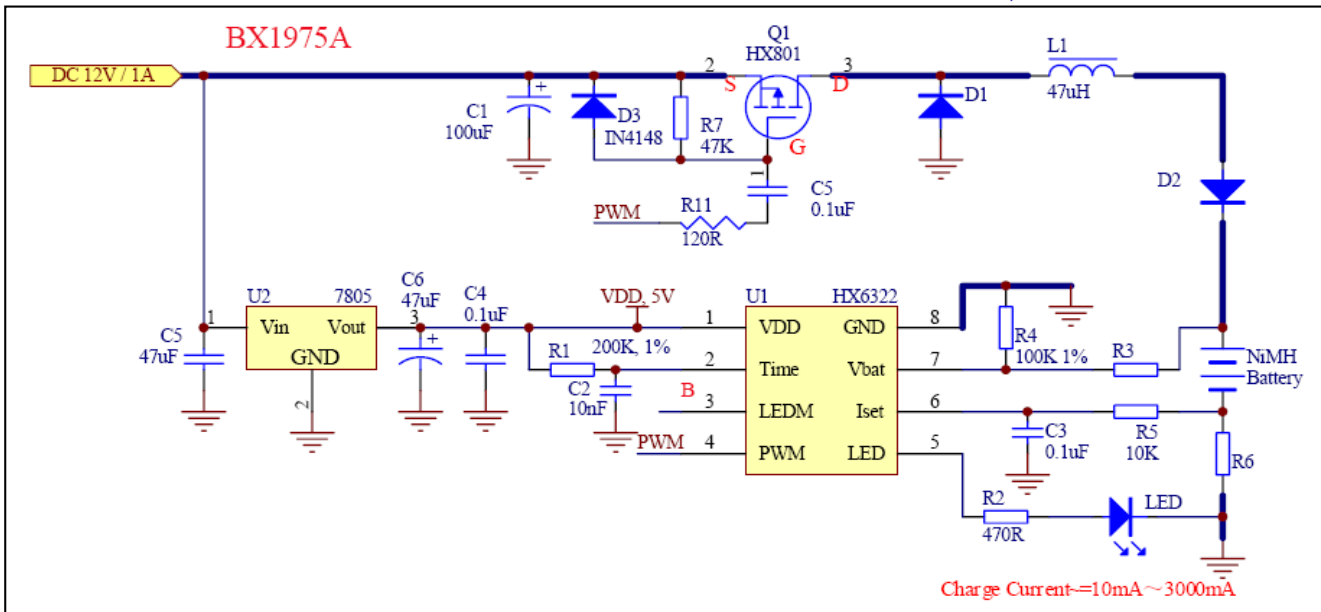 BX1975A
DC 12V / 1A
Q1
HX801
2
3
S
D
G
1
L1
47uH
C1
100uF
D3
IN4148
R7
47K
D1
D2
C5
0.1uF
PWM
R11
120R
U2
7805
1
Vin
Vout
3
GND
2
C5
47uF
C6
47uF
C4
0.1uF
VDD, 5V
R1
200K, 1%
C2
10nF
B
PWM
U1
HX6322
1
VDD
GND
8
2
Time
Vbat
7
3
LEDM
Iset
6
4
PWM
LED
5
R4
100K 1%
R3
NiMH
Battery
C3
0.1uF
R5
10K
R6
R2
470R
LED
Charge Current~=10mA～3000mA